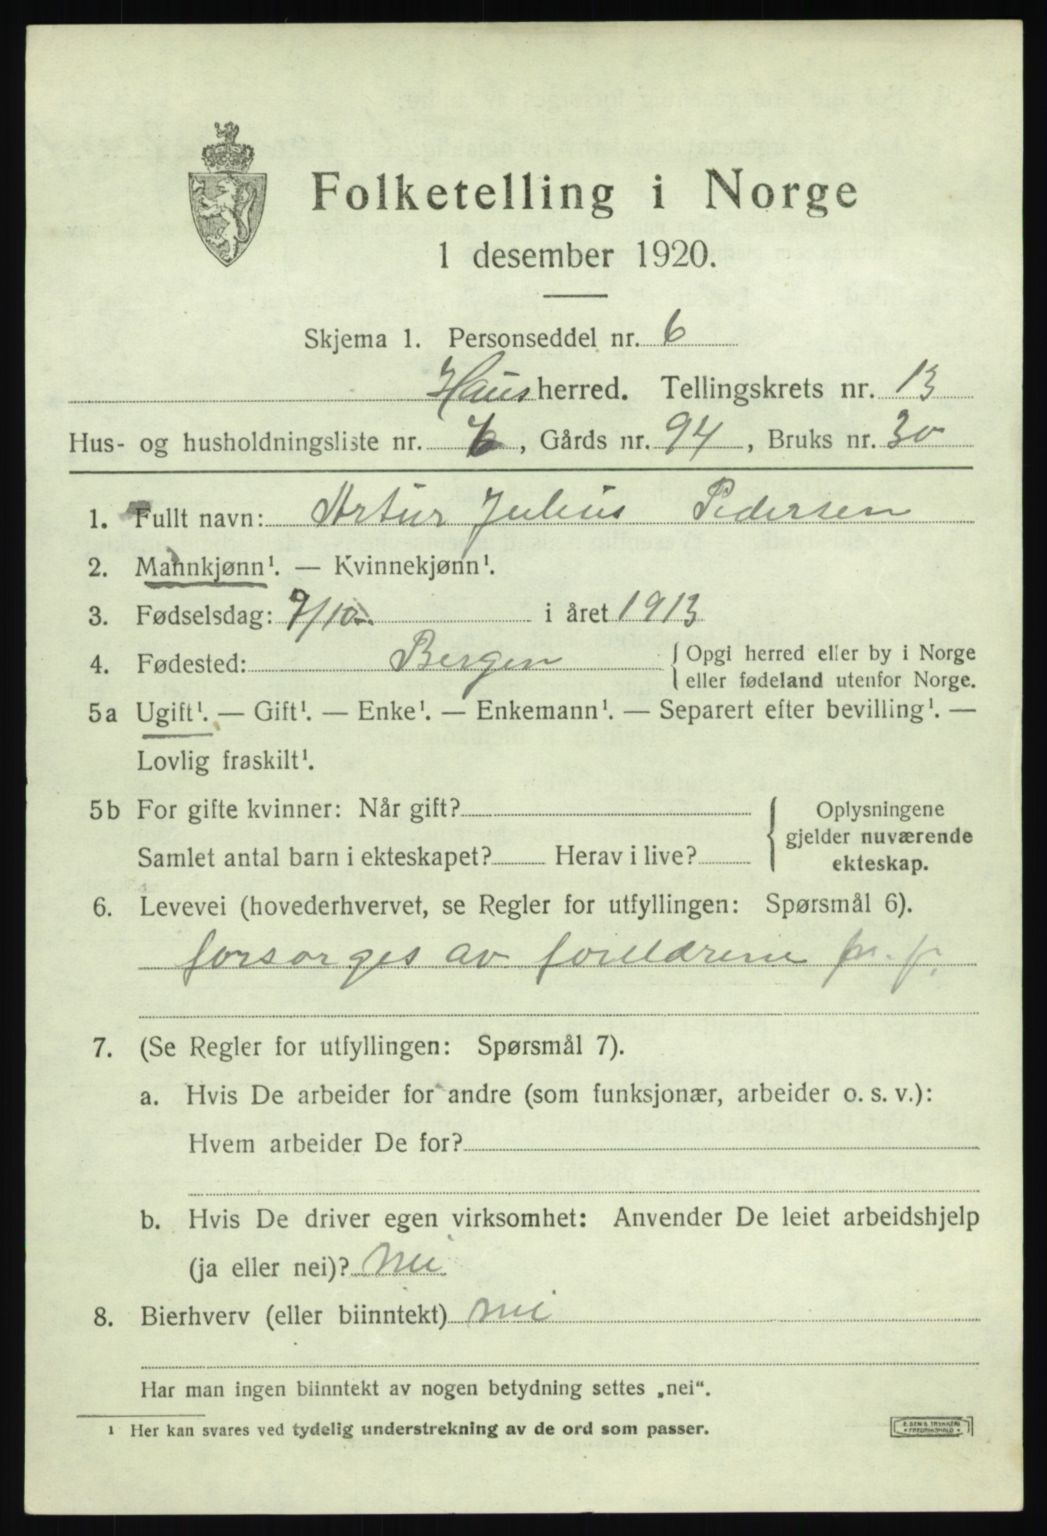 Folketelling i Norge
1 desember 1920.
Skjema 1. Personseddel nr. 6
Haus herred. Tellingskrets nr. 13
Hus- og husholdningsliste nr. 6, Gårds nr. 94, Bruks nr. 30
1. Fullt navn: Artur Julius Pedersen
2. Mannkjønn¹. — Kvinnekjønn¹.
3. Fødselsdag: 9/10 i året 1913
4. Fødested: Bergen { Opgi herred eller by i Norge
eller fødeland utenfor Norge.
5a Ugift¹. — Gift¹. — Enke¹. — Enkemann¹. — Separert efter bevilling¹. —
Lovlig fraskilt¹.
5b For gifte kvinner: Når gift?
Samlet antal barn i ekteskapet? Herav i live?
{ Oplysningene
gjelder nuværende
ekteskap.
6. Levevei (hovederhvervet, se Regler for utfyllingen: Spørsmål 6).
forsørges av forældrene
7. (Se Regler for utfyllingen: Spørsmål 7).
a. Hvis De arbeider for andre (som funksjonær, arbeider o. s. v.):
Hvem arbeider De for?
b. Hvis De driver egen virksomhet: Anvender De leiet arbeidshjelp
(ja eller nei)? Nei
8. Bierhverv (eller biinntekt) nei
Har man ingen biinntekt av nogen betydning settes „nei".
¹ Her kan svares ved tydelig understrekning av de ord som passer.